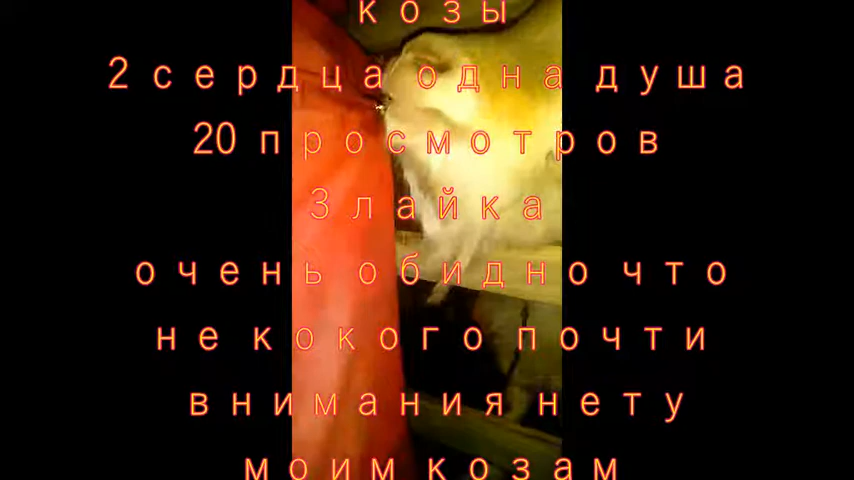 козы
2 сердца одна душа
20 просмотров
3 лайка
очень обидно что
не кокого почти
внимания нету
моим козам